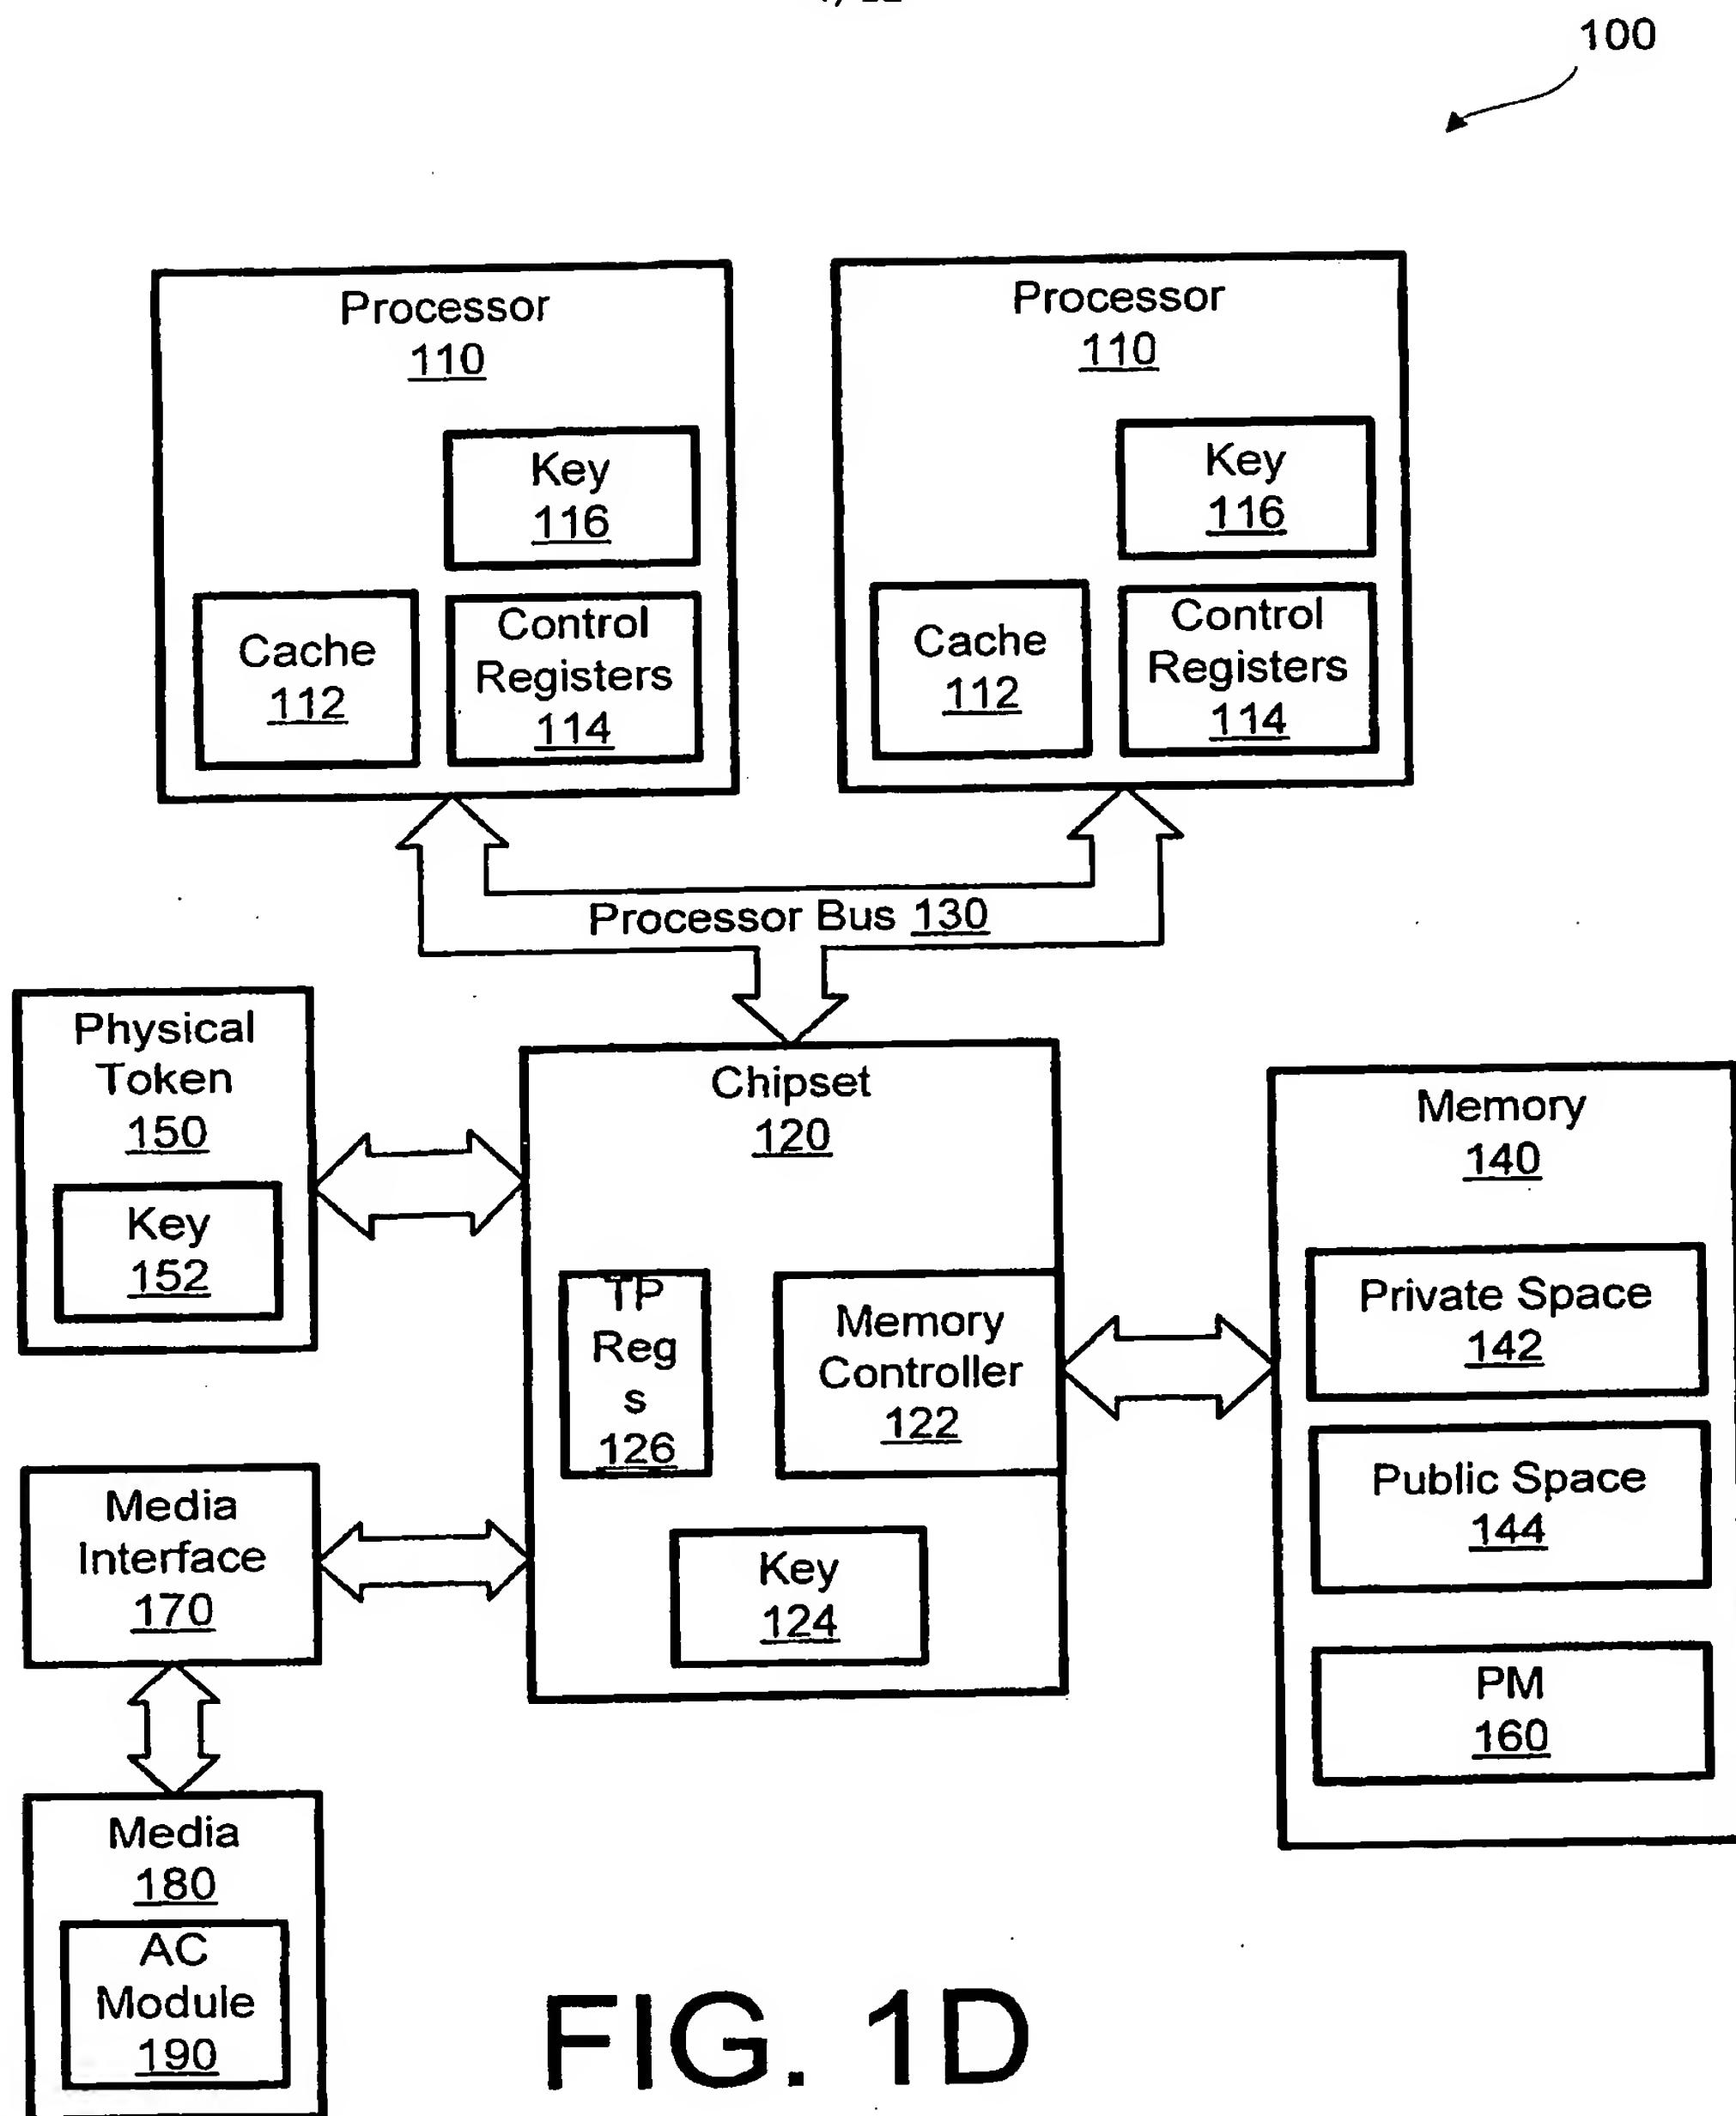 100
Processor
110
Key
116
Cache
112
Control
Registers
114
Processor
110
Key
116
Cache
112
Control
Registers
114
Processor Bus 130
Physical
Token
150
Key
152
Chipset
120
TP
Reg
s
126
Memory
Controller
122
Key
124
Memory
140
Private Space
142
Public Space
144
PM
160
Media
Interface
170
Media
180
AC
Module
190
FIG. 1D